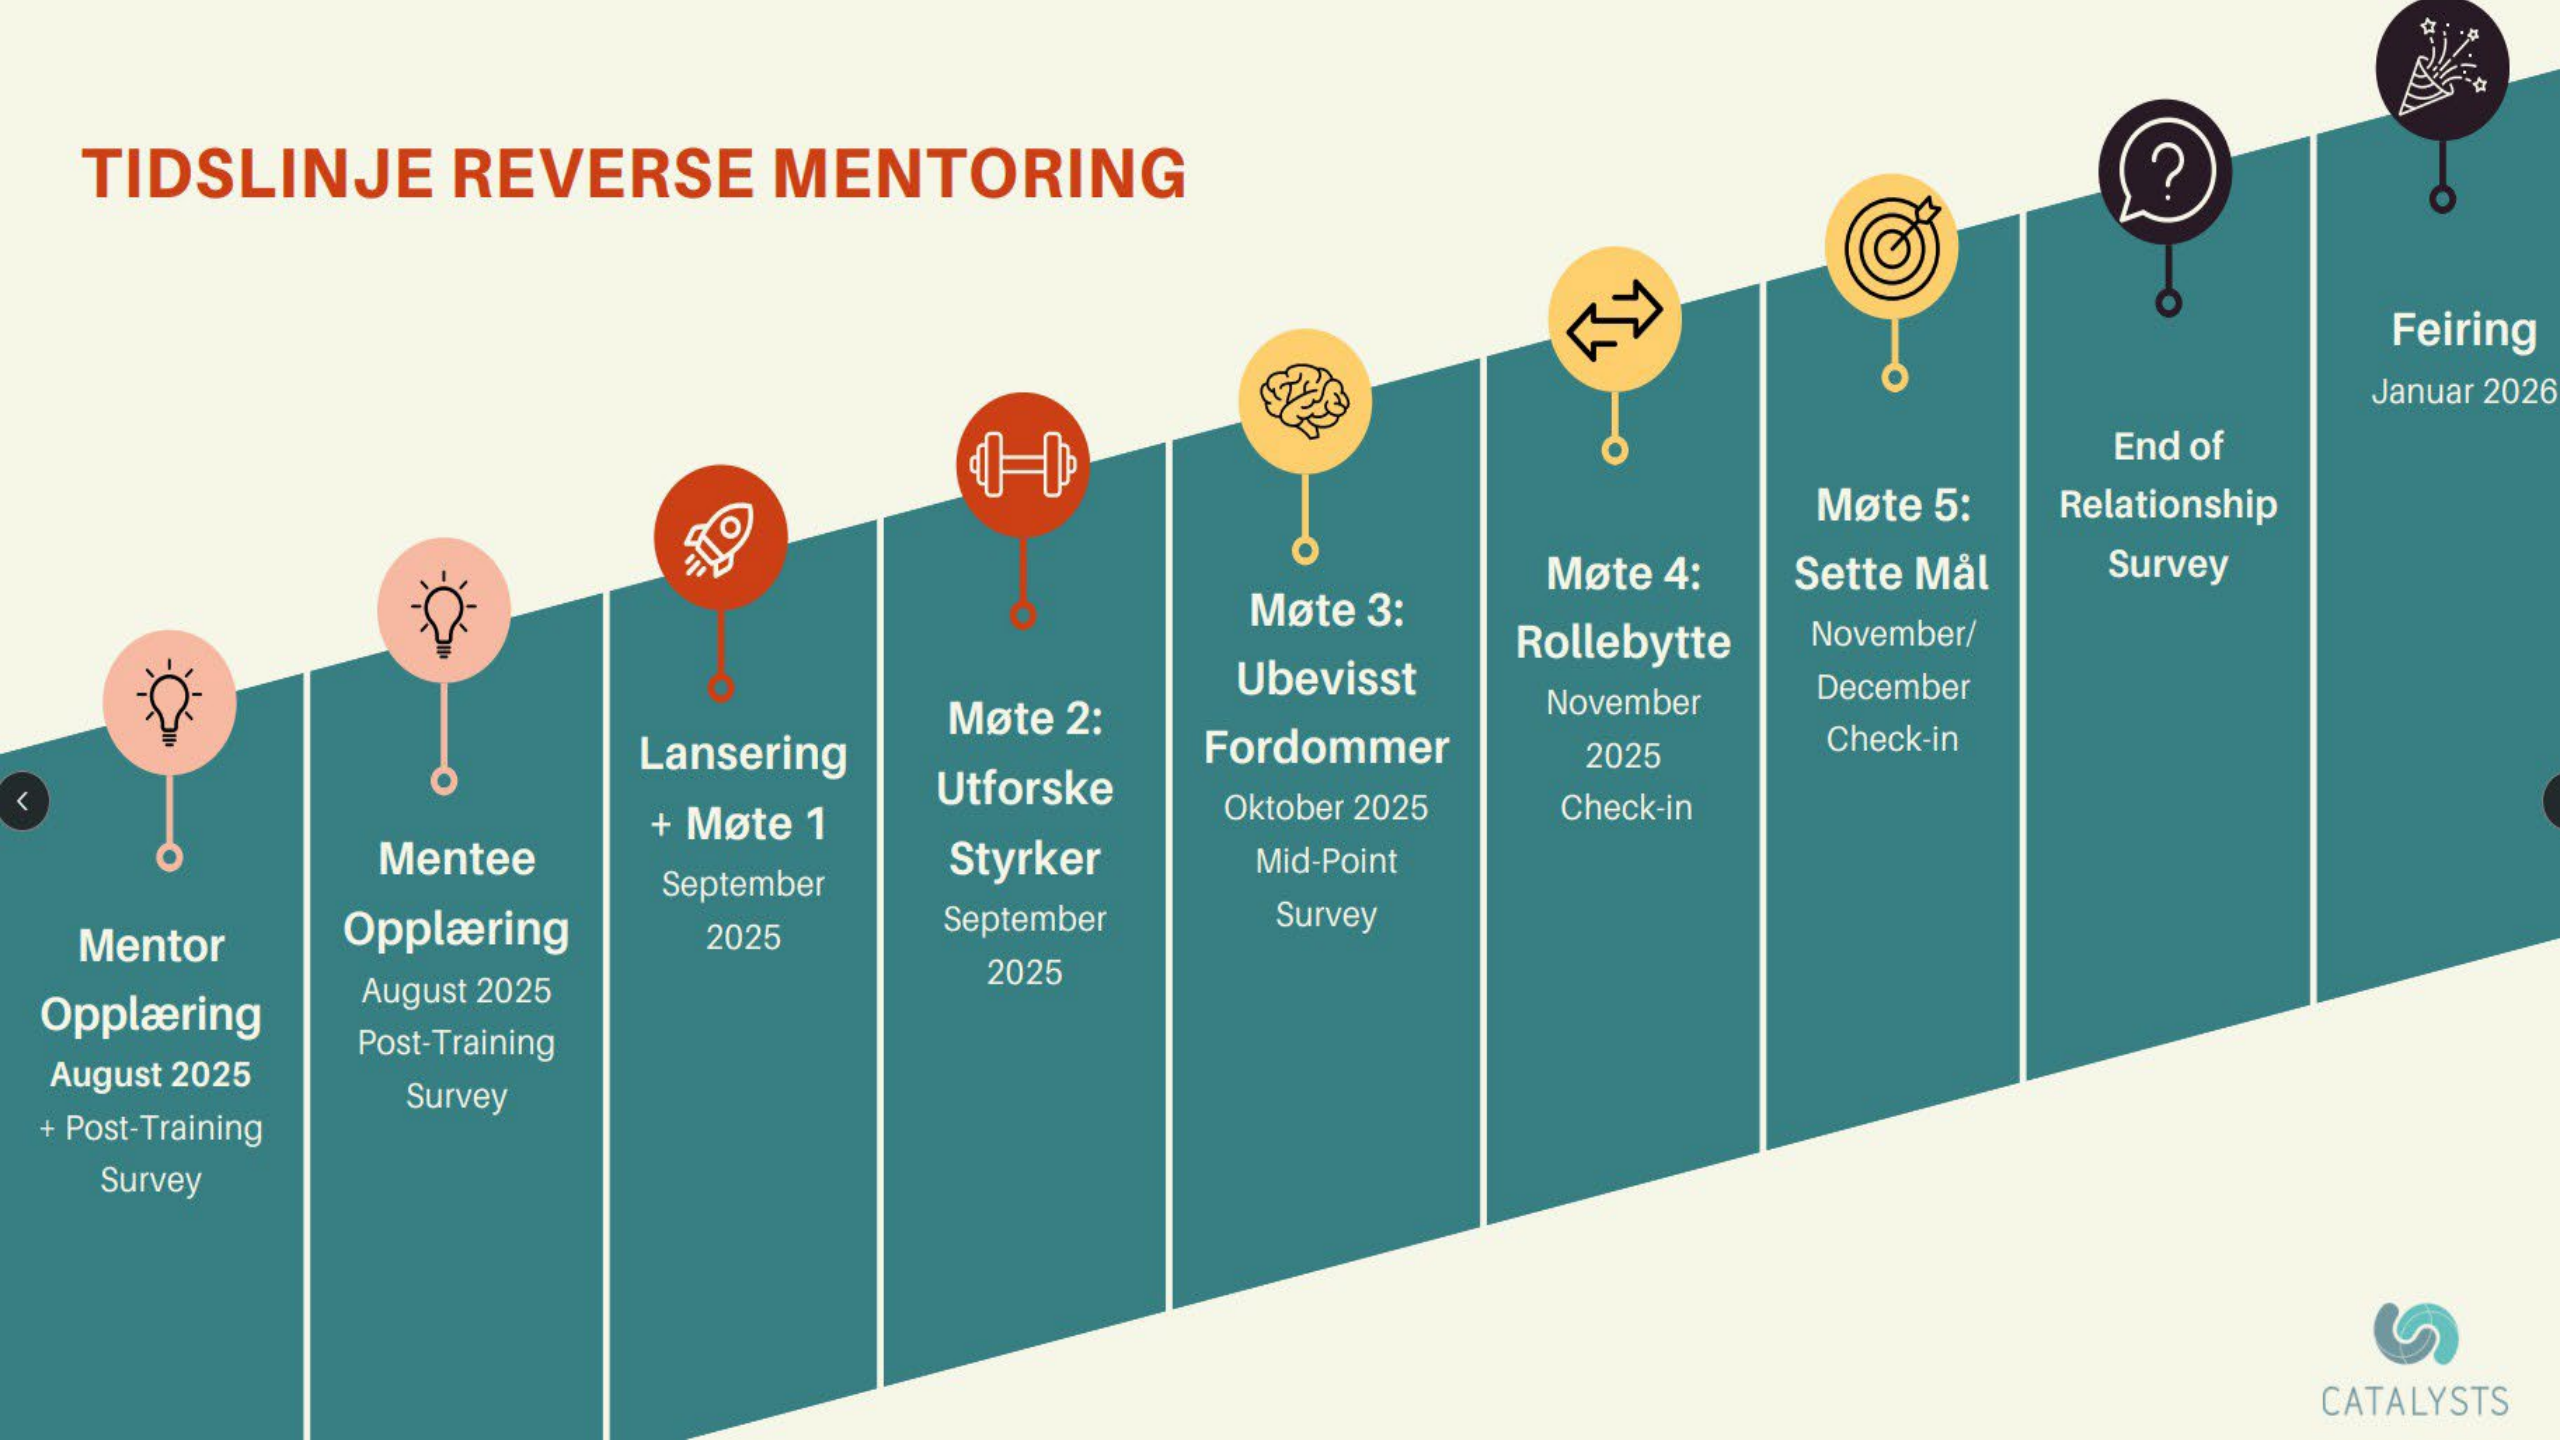 TIDSLINJE REVERSE MENTORING
Mentor
Opplæring
August 2025
+ Post-Training
Survey
Mentee
Opplæring
August 2025
Post-Training
Survey
Lansering
+ Møte 1
September
2025
Møte 2:
Utforske
Styrker
September
2025
Møte 3:
Ubevisst
Fordommer
Oktober 2025
Mid-Point
Survey
Møte 4:
Rollebytte
November
2025
Check-in
Møte 5:
Sette Mål
November/
December
Check-in
End of
Relationship
Survey
Feiring
Januar 2026
CATALYSTS